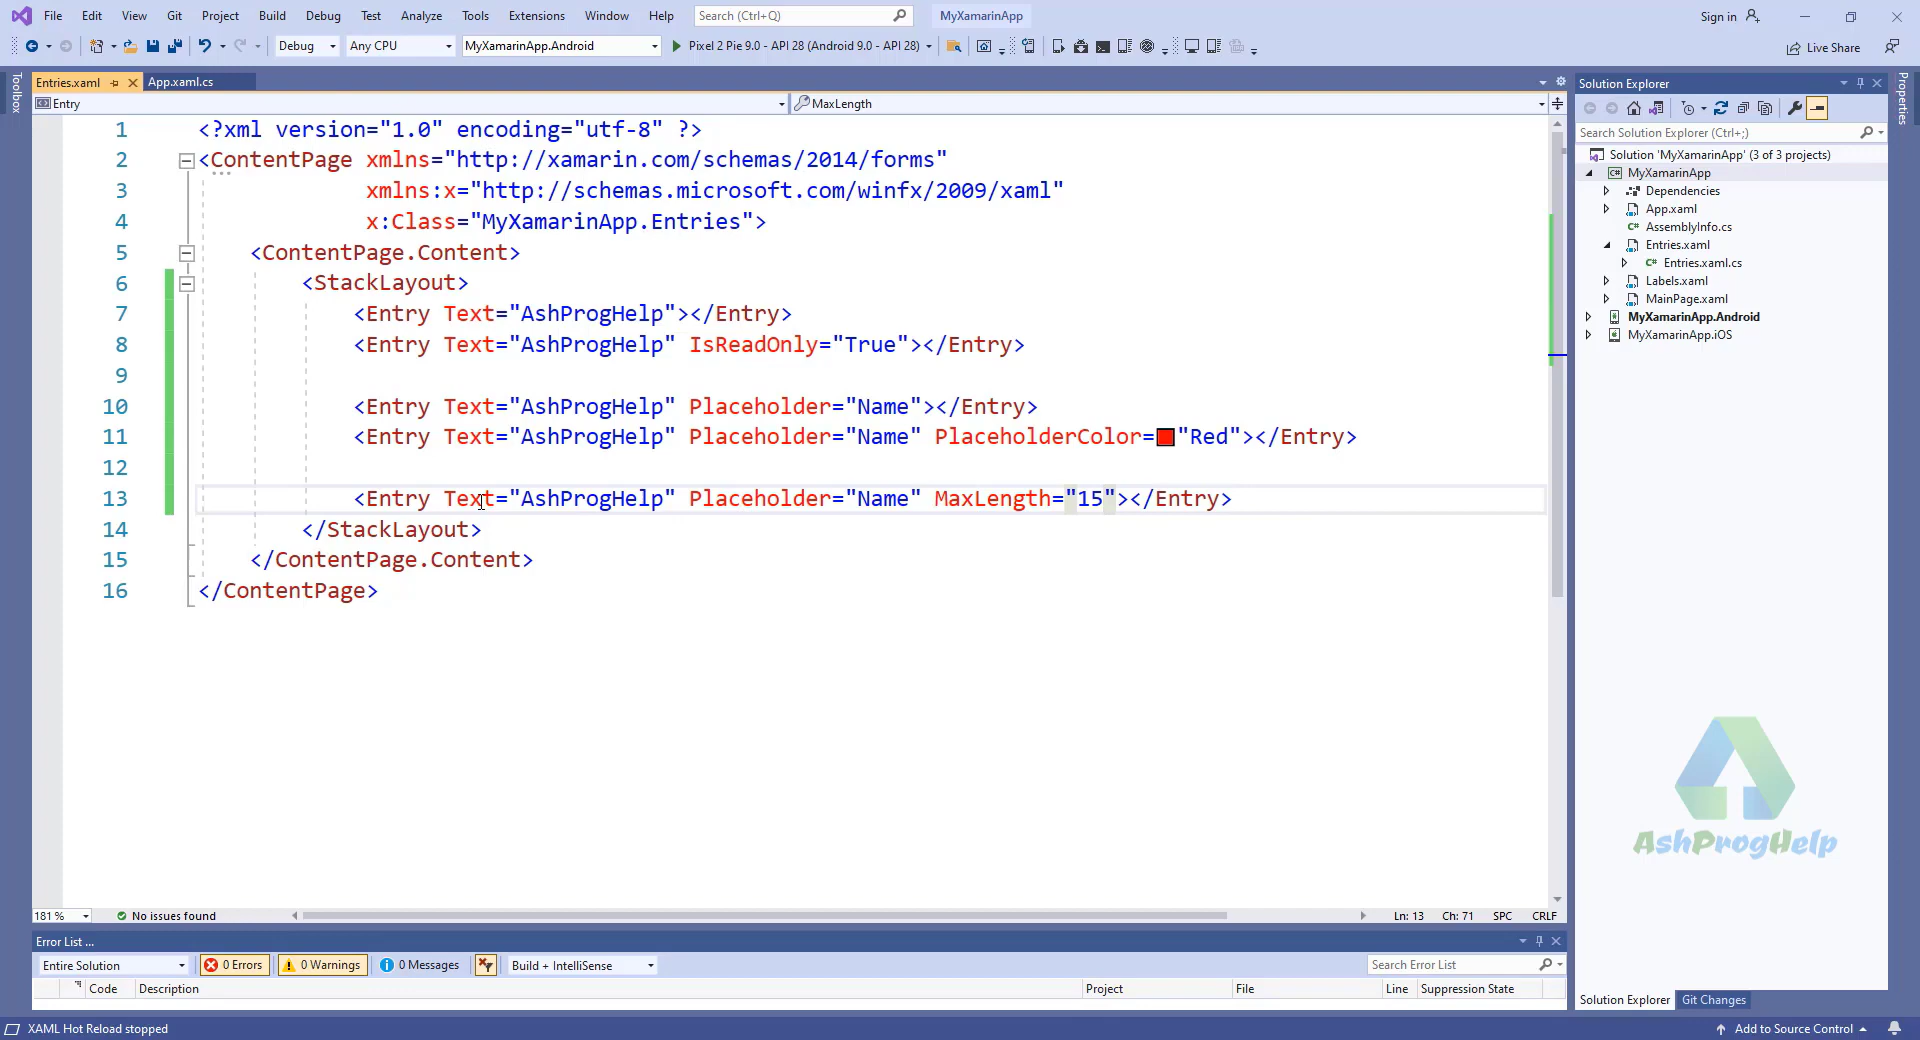 File Edit View Git Project Build Debug Test Analyze Tools Extensions Window Help Search (Ctrl+Q) MyXamarinApp Sign in
Debug Any CPU MyXamarinApp.Android Pixel 2 Pie 9.0 - API 28 (Android 9.0 - API 28) Live Share
Toolbox
Entries.xaml App.xaml.cs
Entry MaxLength
1 <?xml version="1.0" encoding="utf-8" ?>
2 <ContentPage xmlns="http://xamarin.com/schemas/2014/forms"
3 xmlns:x="http://schemas.microsoft.com/winfx/2009/xaml"
4 x:Class="MyXamarinApp.Entries">
5 <ContentPage.Content>
6 <StackLayout>
7 <Entry Text="AshProgHelp"></Entry>
8 <Entry Text="AshProgHelp" IsReadOnly="True"></Entry>
9
10 <Entry Text="AshProgHelp" Placeholder="Name"></Entry>
11 <Entry Text="AshProgHelp" Placeholder="Name" PlaceholderColor="Red"></Entry>
12
13 <Entry Text="AshProgHelp" Placeholder="Name" MaxLength="15"></Entry>
14 </StackLayout>
15 </ContentPage.Content>
16 </ContentPage>
181 % No issues found Ln: 13 Ch: 71 SPC CRLF
Error List ...
Entire Solution 0 Errors 0 Warnings 0 Messages Build + IntelliSense Search Error List
Code Description Project File Line Suppression State
Solution Explorer
Search Solution Explorer (Ctrl+;)
Solution 'MyXamarinApp' (3 of 3 projects)
MyXamarinApp
Dependencies
App.xaml
AssemblyInfo.cs
Entries.xaml
Entries.xaml.cs
Labels.xaml
MainPage.xaml
MyXamarinApp.Android
MyXamarinApp.iOS
AshProgHelp
Solution Explorer Git Changes
Properties
XAML Hot Reload stopped Add to Source Control